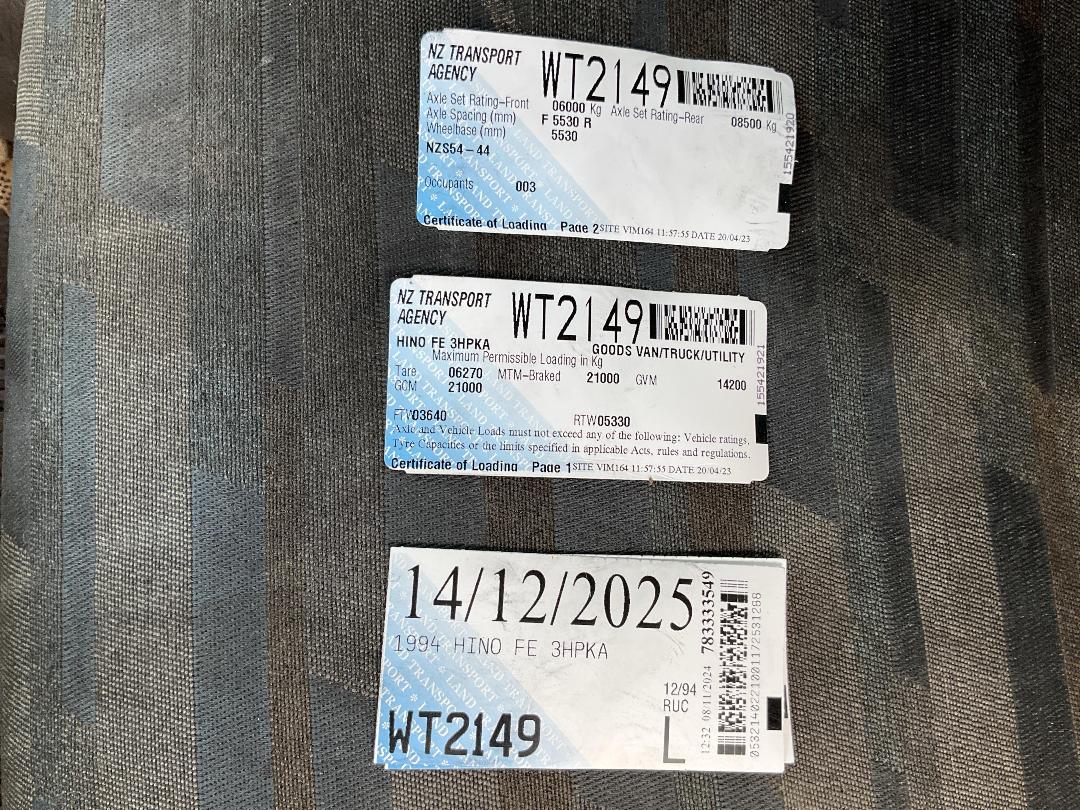 NZ TRANSPORT
AGENCY
WT2149
Axle Set Rating-Front 06000 Kg Axle Set Rating-Rear 08500 Kg
Axle Spacing (mm) F 5530 R
Wheelbase (mm) 5530
NZS54-44
Occupants 003
Certificate of Loading Page 2 SITE VIM164 11:57:55 DATE 20/04/23
155421920
NZ TRANSPORT
AGENCY
WT2149
HINO FE 3HPKA GOODS VAN/TRUCK/UTILITY
Maximum Permissible Loading in Kg
Tare 06270 MTM-Braked 21000 GVM 14200
GCM 21000
FTW03640 RTW05330
Axle and Vehicle Loads must not exceed any of the following: Vehicle ratings,
Tyre Capacities or the limits specified in applicable Acts, rules and regulations.
Certificate of Loading Page 1 SITE VIM164 11:57:55 DATE 20/04/23
155421921
14/12/2025
1994 HINO FE 3HPKA
12/94
RUC
L
WT2149
12:32 08/11/2024 783333549